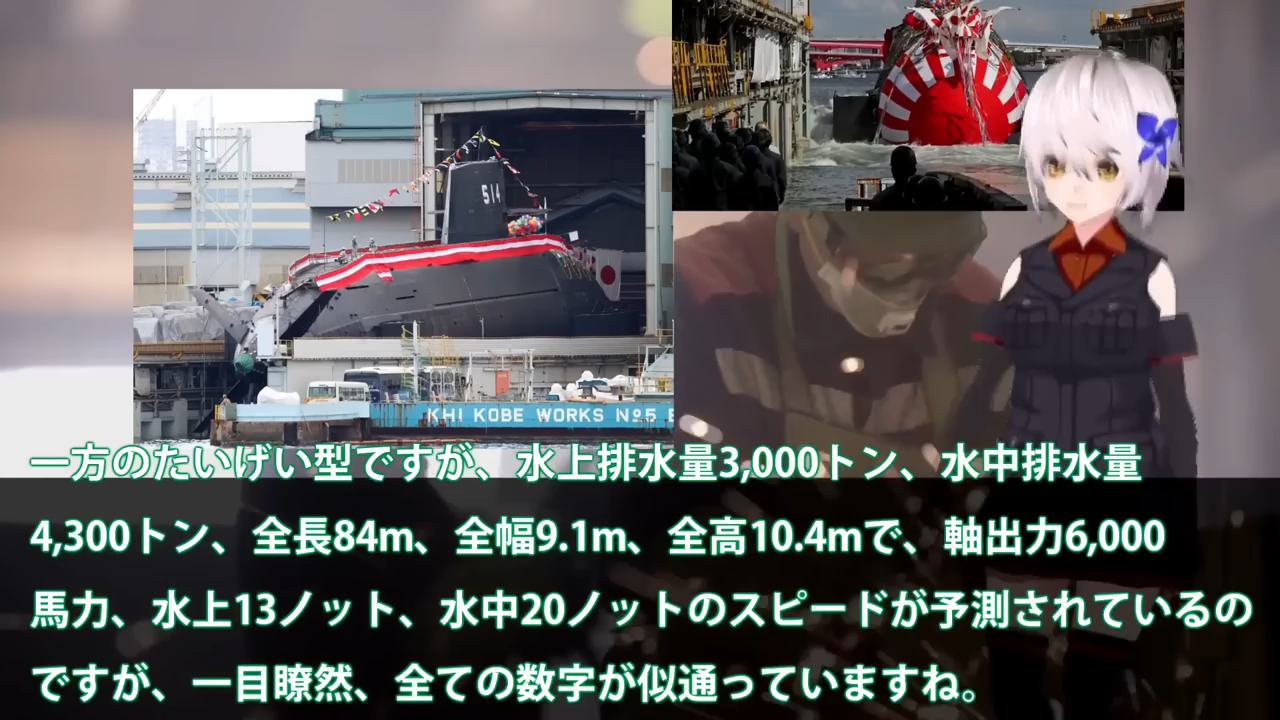 514
KHI KOBE WORKS Nº5
一方のたいげい型ですが、水上排水量3,000トン、水中排水量
4,300トン、全長84m、全幅9.1m、全高10.4mで、軸出力6,000
馬力、水上13ノット、水中20ノットのスピードが予測されているの
ですが、一目瞭然、全ての数字が似通っていますね。